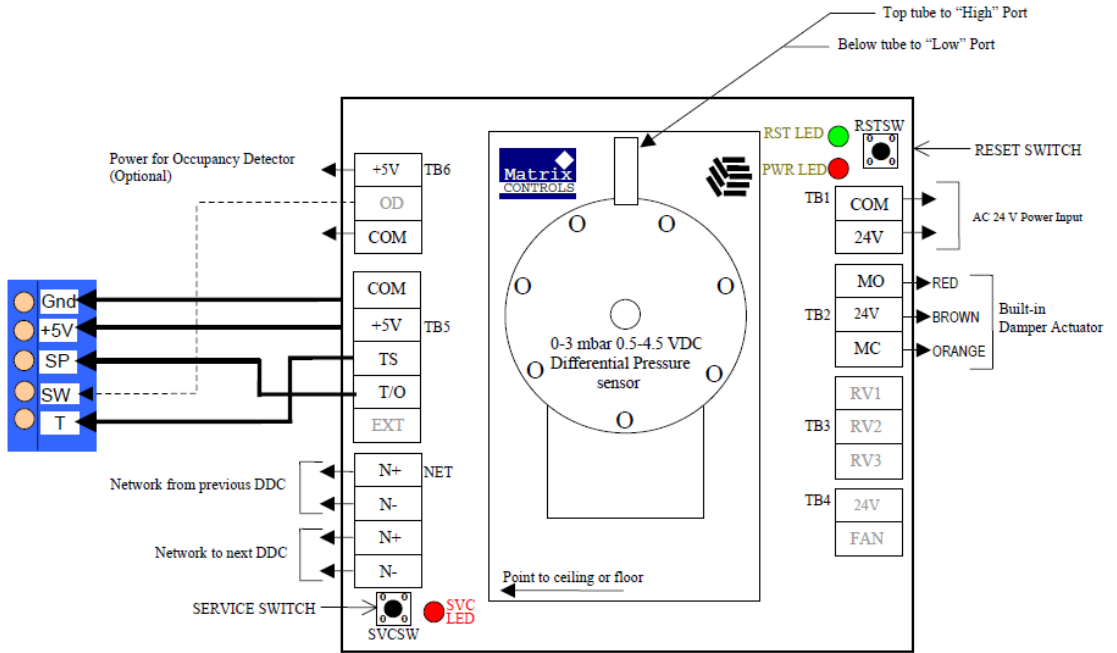 Top tube to “High” Port
Below tube to “Low” Port
RST LED
RSTSW
RESET SWITCH
PWR LED
Matrix
CONTROLS
Power for Occupancy Detector
(Optional)
+5V
TB6
OD
COM
TB1
COM
24V
AC 24 V Power Input
Gnd
+5V
SP
SW
T
COM
+5V
TB5
TS
T/O
EXT
MO
RED
TB2
24V
BROWN
MC
ORANGE
Built-in
Damper Actuator
0-3 mbar 0.5-4.5 VDC
Differential Pressure
sensor
RV1
TB3
RV2
RV3
TB4
24V
FAN
N+
NET
Network from previous DDC
N-
N+
Network to next DDC
N-
Point to ceiling or floor
SERVICE SWITCH
SVCSW
SVC
LED